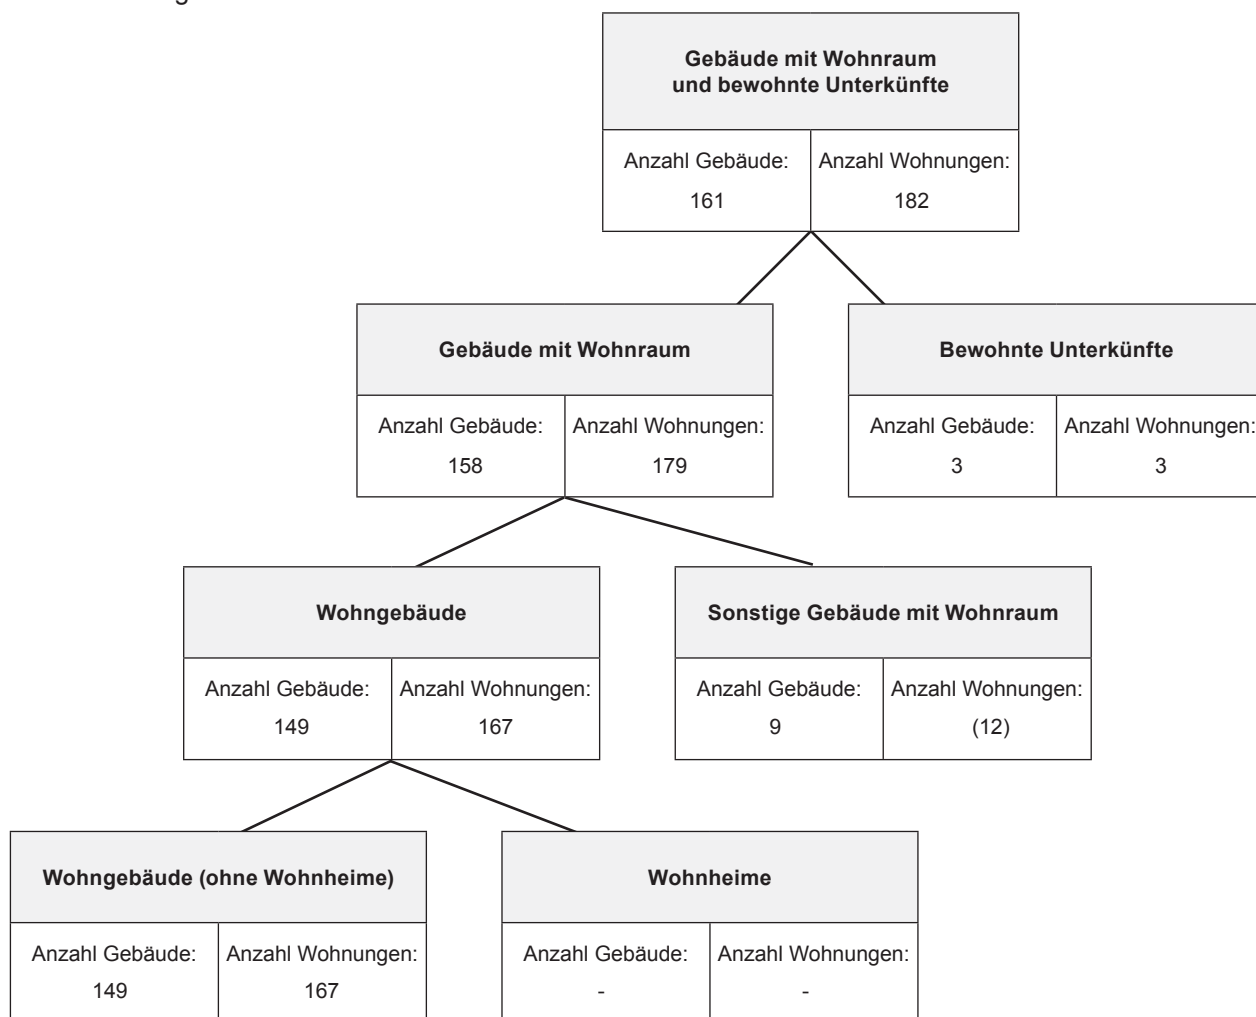 Gebäude mit Wohnraum
und bewohnte Unterkünfte
Anzahl Gebäude:
161
Anzahl Wohnungen:
182
Gebäude mit Wohnraum
Anzahl Gebäude:
158
Anzahl Wohnungen:
179
Bewohnte Unterkünfte
Anzahl Gebäude:
3
Anzahl Wohnungen:
3
Wohngebäude
Anzahl Gebäude:
149
Anzahl Wohnungen:
167
Sonstige Gebäude mit Wohnraum
Anzahl Gebäude:
9
Anzahl Wohnungen:
(12)
Wohngebäude (ohne Wohnheime)
Anzahl Gebäude:
149
Anzahl Wohnungen:
167
Wohnheime
Anzahl Gebäude:
-
Anzahl Wohnungen:
-